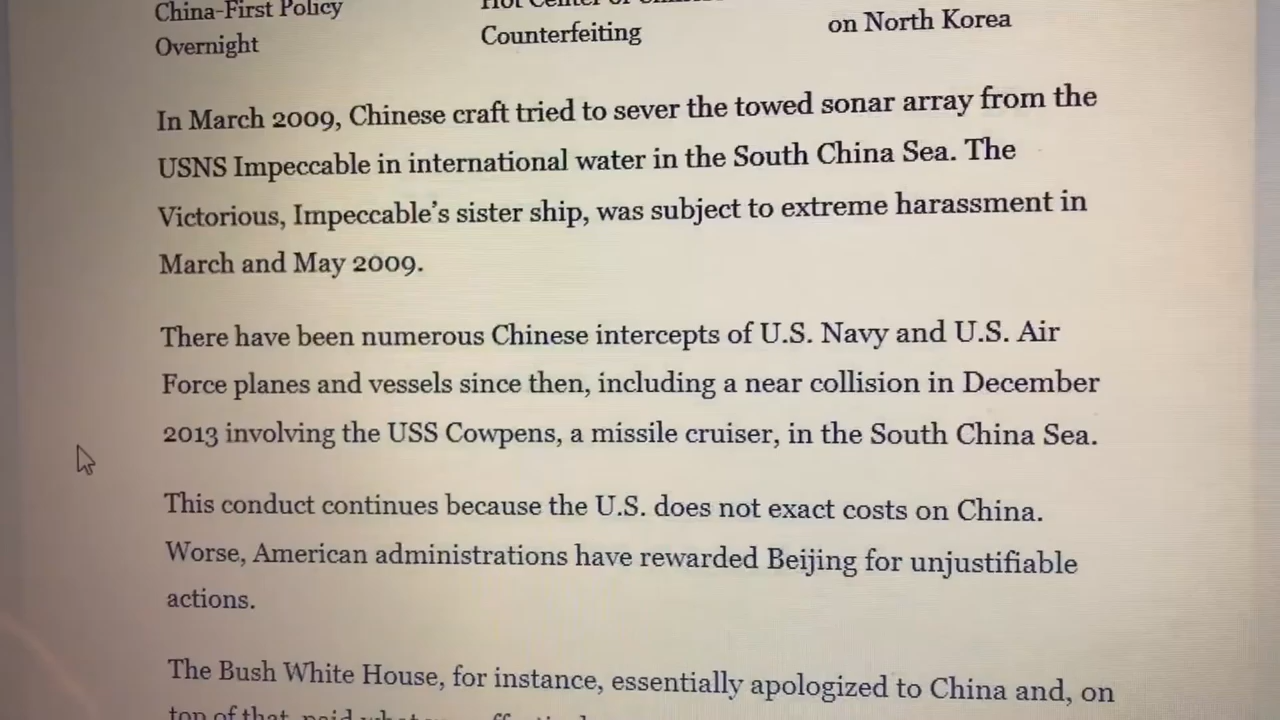 China-First Policy
Overnight
Counterfeiting
on North Korea
In March 2009, Chinese craft tried to sever the towed sonar array from the
USNS Impeccable in international water in the South China Sea. The
Victorious, Impeccable’s sister ship, was subject to extreme harassment in
March and May 2009.
There have been numerous Chinese intercepts of U.S. Navy and U.S. Air
Force planes and vessels since then, including a near collision in December
2013 involving the USS Cowpens, a missile cruiser, in the South China Sea.
This conduct continues because the U.S. does not exact costs on China.
Worse, American administrations have rewarded Beijing for unjustifiable
actions.
The Bush White House, for instance, essentially apologized to China and, on
top of that, paid what